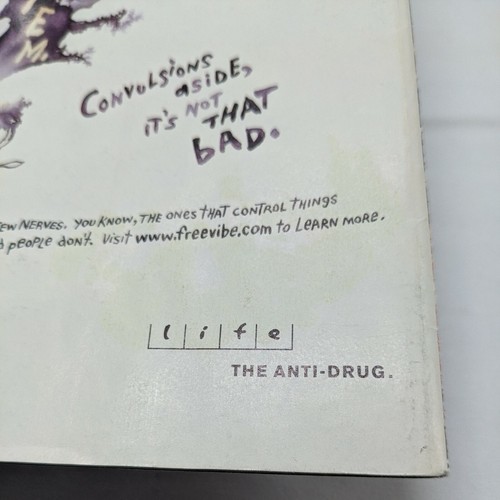 TEM.
CONVULSIONS
ASIDE,
IT'S NOT
THAT
bAD.
NERVES. YOU KNOW, THE ONES THAT CONTROL THINGS
PEOPLE DON'T. VISIT www.freevibe.com to LEARN MORE.
life
THE ANTI-DRUG.